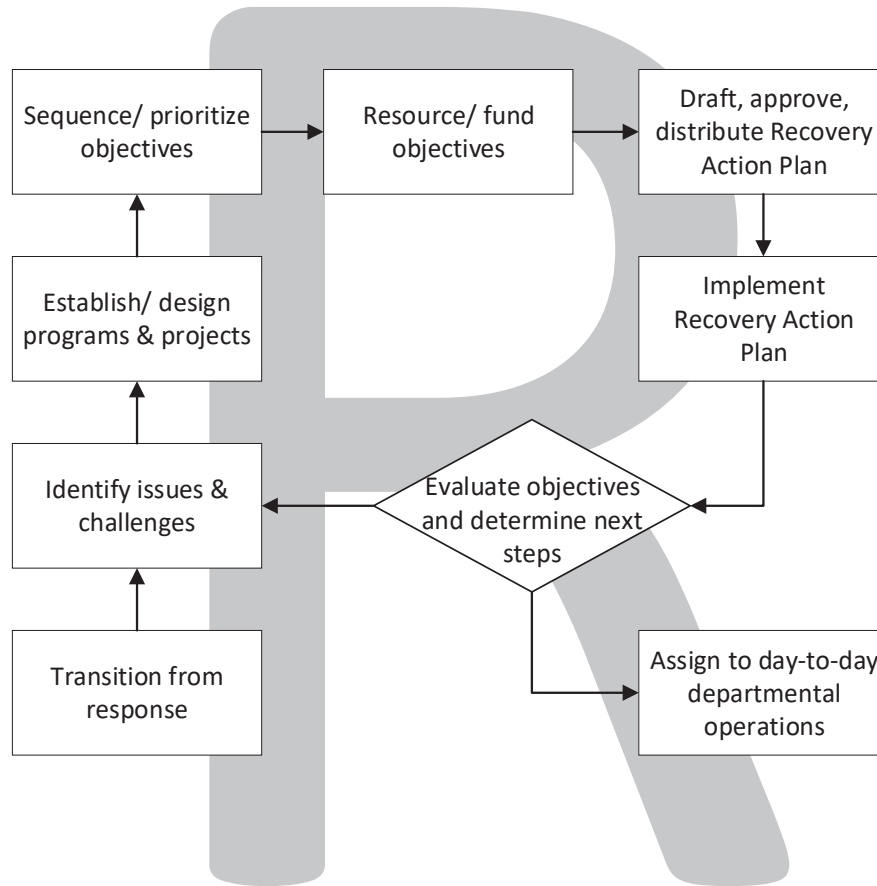 Sequence/ prioritize
objectives
Resource/ fund
objectives
Draft, approve,
distribute Recovery
Action Plan
Establish/ design
programs & projects
Implement
Recovery Action
Plan
Identify issues &
challenges
Evaluate objectives
and determine next
steps
Transition from
response
Assign to day-to-day
departmental
operations
R